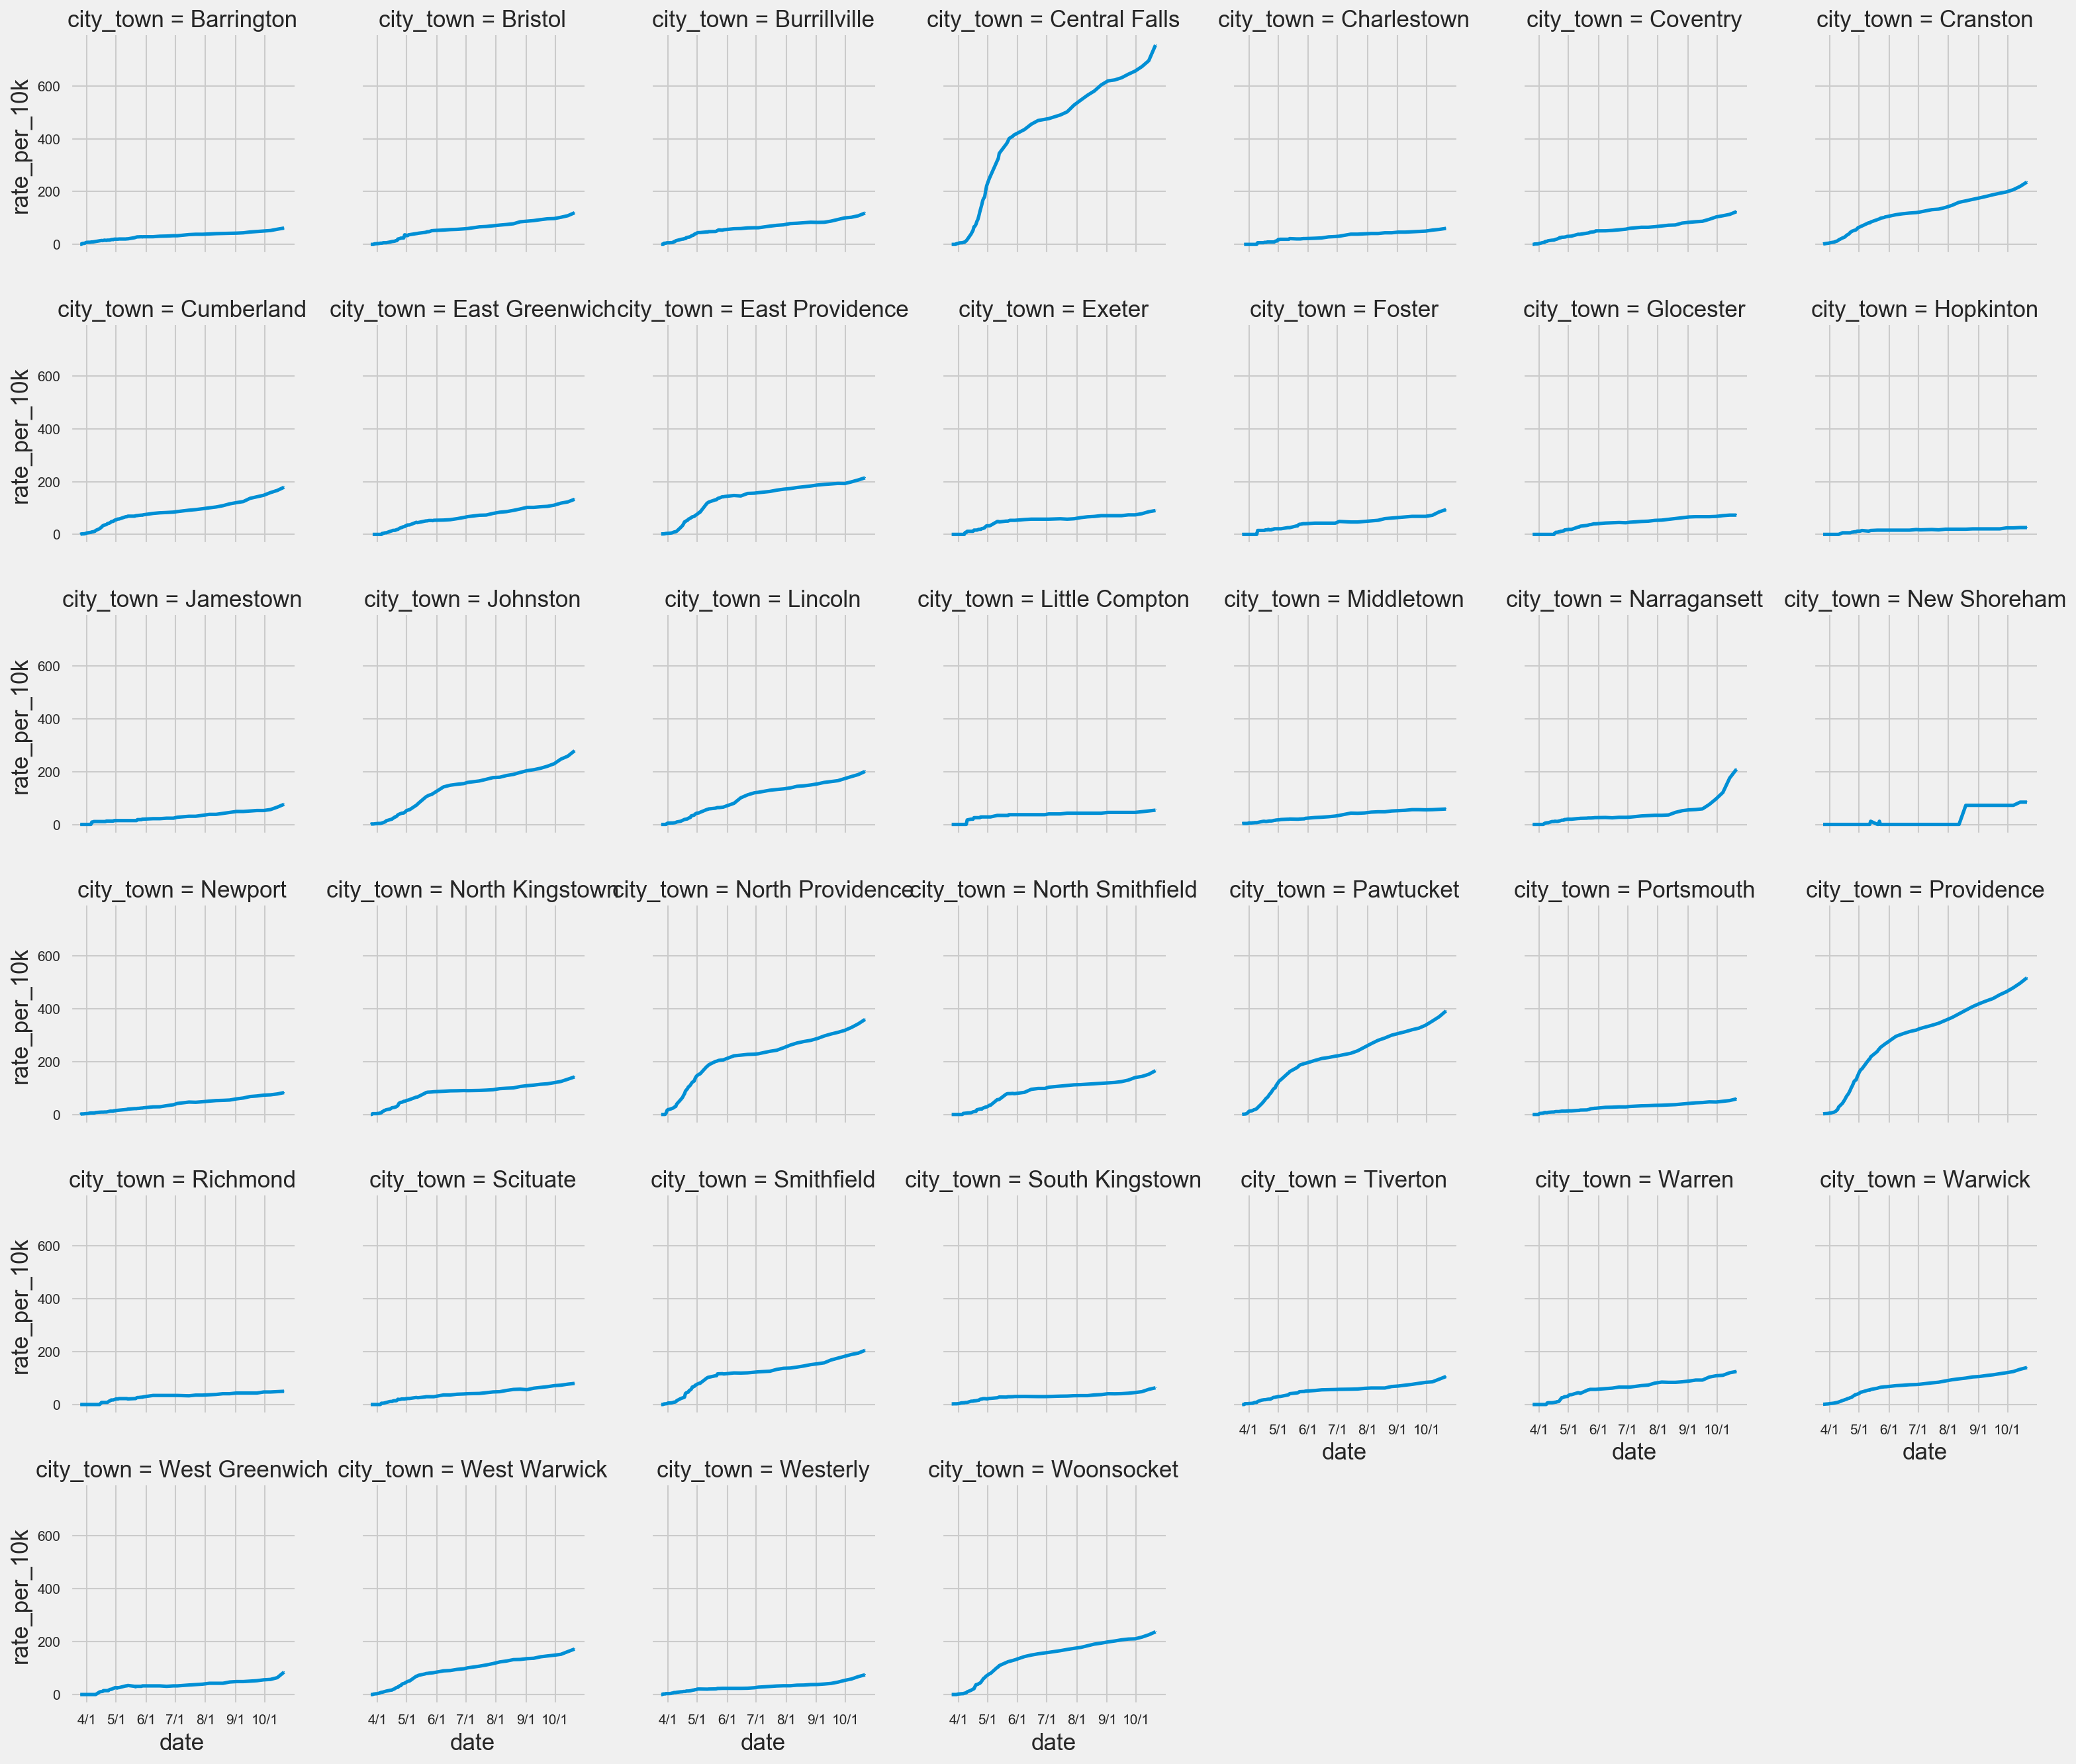 city_town = Barrington
city_town = Bristol
city_town = Burrillville
city_town = Central Falls
city_town = Charlestown
city_town = Coventry
city_town = Cranston
rate_per_10k
600
400
200
0
city_town = Cumberland
city_town = East Greenwich
city_town = East Providence
city_town = Exeter
city_town = Foster
city_town = Glocester
city_town = Hopkinton
rate_per_10k
600
400
200
0
city_town = Jamestown
city_town = Johnston
city_town = Lincoln
city_town = Little Compton
city_town = Middletown
city_town = Narragansett
city_town = New Shoreham
rate_per_10k
600
400
200
0
city_town = Newport
city_town = North Kingstown
city_town = North Providence
city_town = North Smithfield
city_town = Pawtucket
city_town = Portsmouth
city_town = Providence
rate_per_10k
600
400
200
0
city_town = Richmond
city_town = Scituate
city_town = Smithfield
city_town = South Kingstown
city_town = Tiverton
city_town = Warren
city_town = Warwick
rate_per_10k
600
400
200
0
4/1 5/1 6/1 7/1 8/1 9/1 10/1
date
4/1 5/1 6/1 7/1 8/1 9/1 10/1
date
4/1 5/1 6/1 7/1 8/1 9/1 10/1
date
city_town = West Greenwich
city_town = West Warwick
city_town = Westerly
city_town = Woonsocket
rate_per_10k
600
400
200
0
4/1 5/1 6/1 7/1 8/1 9/1 10/1
date
4/1 5/1 6/1 7/1 8/1 9/1 10/1
date
4/1 5/1 6/1 7/1 8/1 9/1 10/1
date
4/1 5/1 6/1 7/1 8/1 9/1 10/1
date